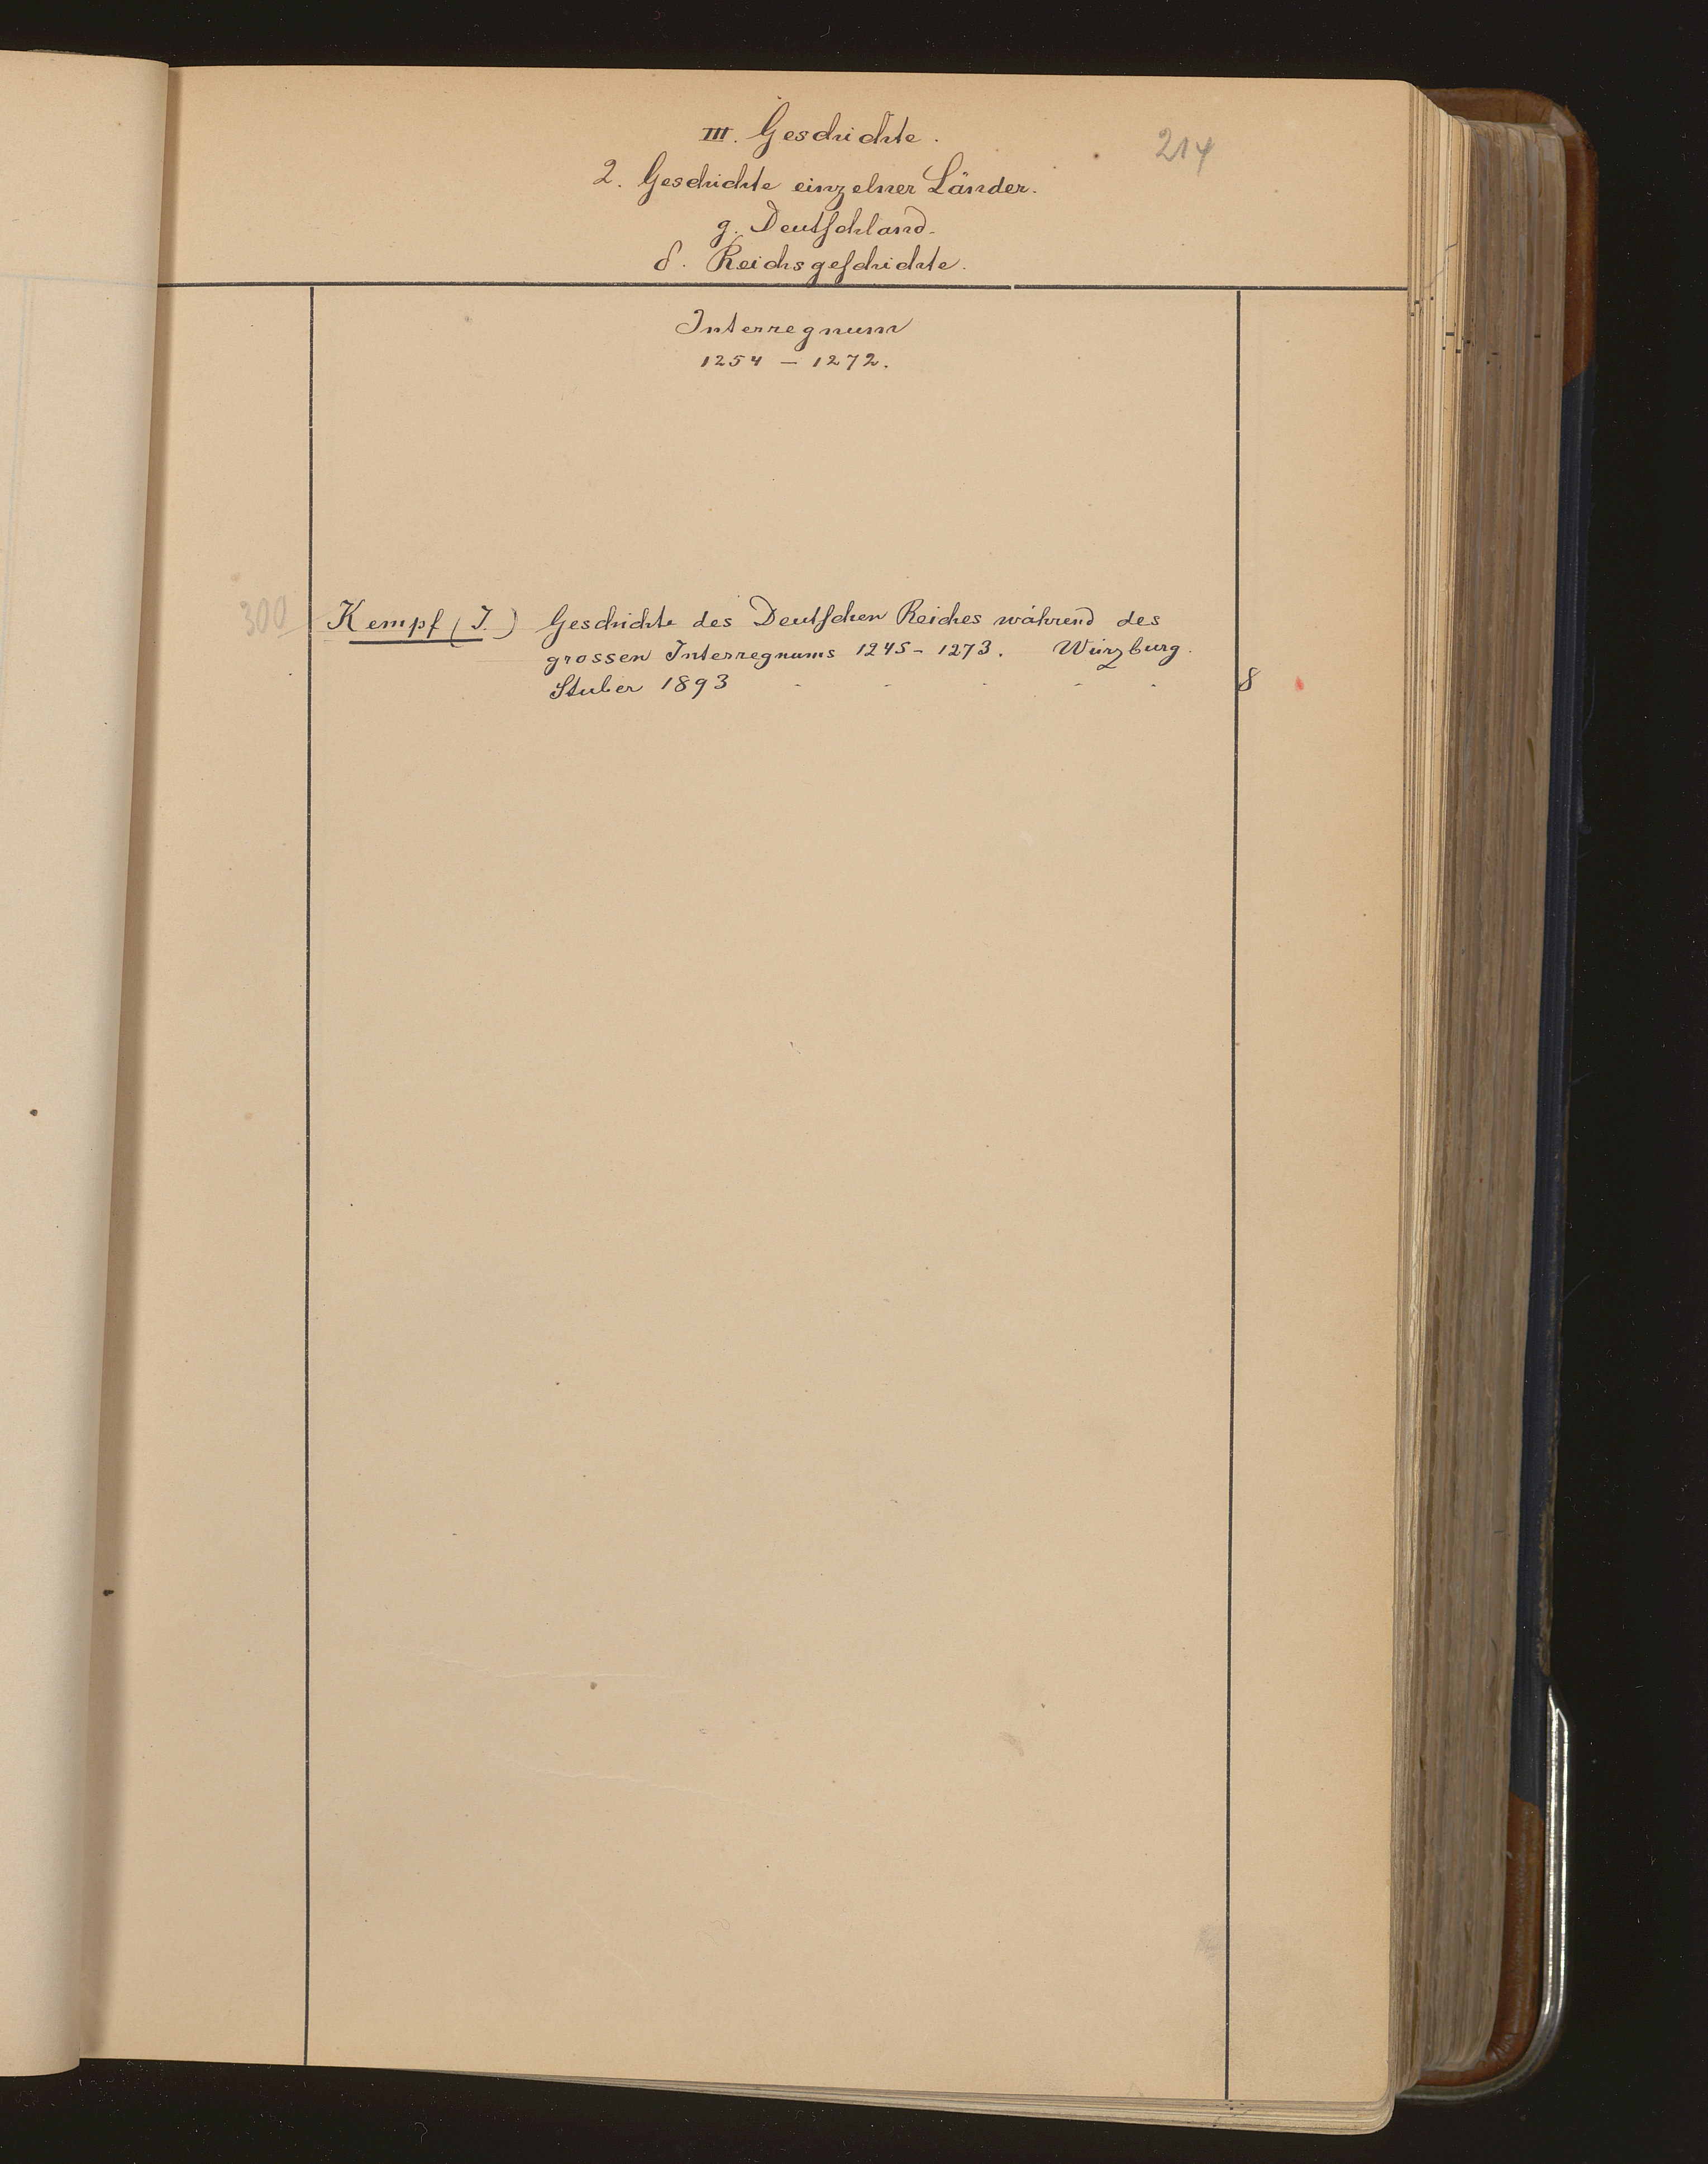 III. Geschichte.
214
2. Geschichte einzelner Länder.
g. Deutschland.
δ. Reichsgeschichte.
Interregnum
1254 – 1272.
300 Kempf (J.) Geschichte des Deutschen Reiches während des
grossen Interregnums 1245 – 1273. Würzburg.
Stuber 1893 - - - - - 8